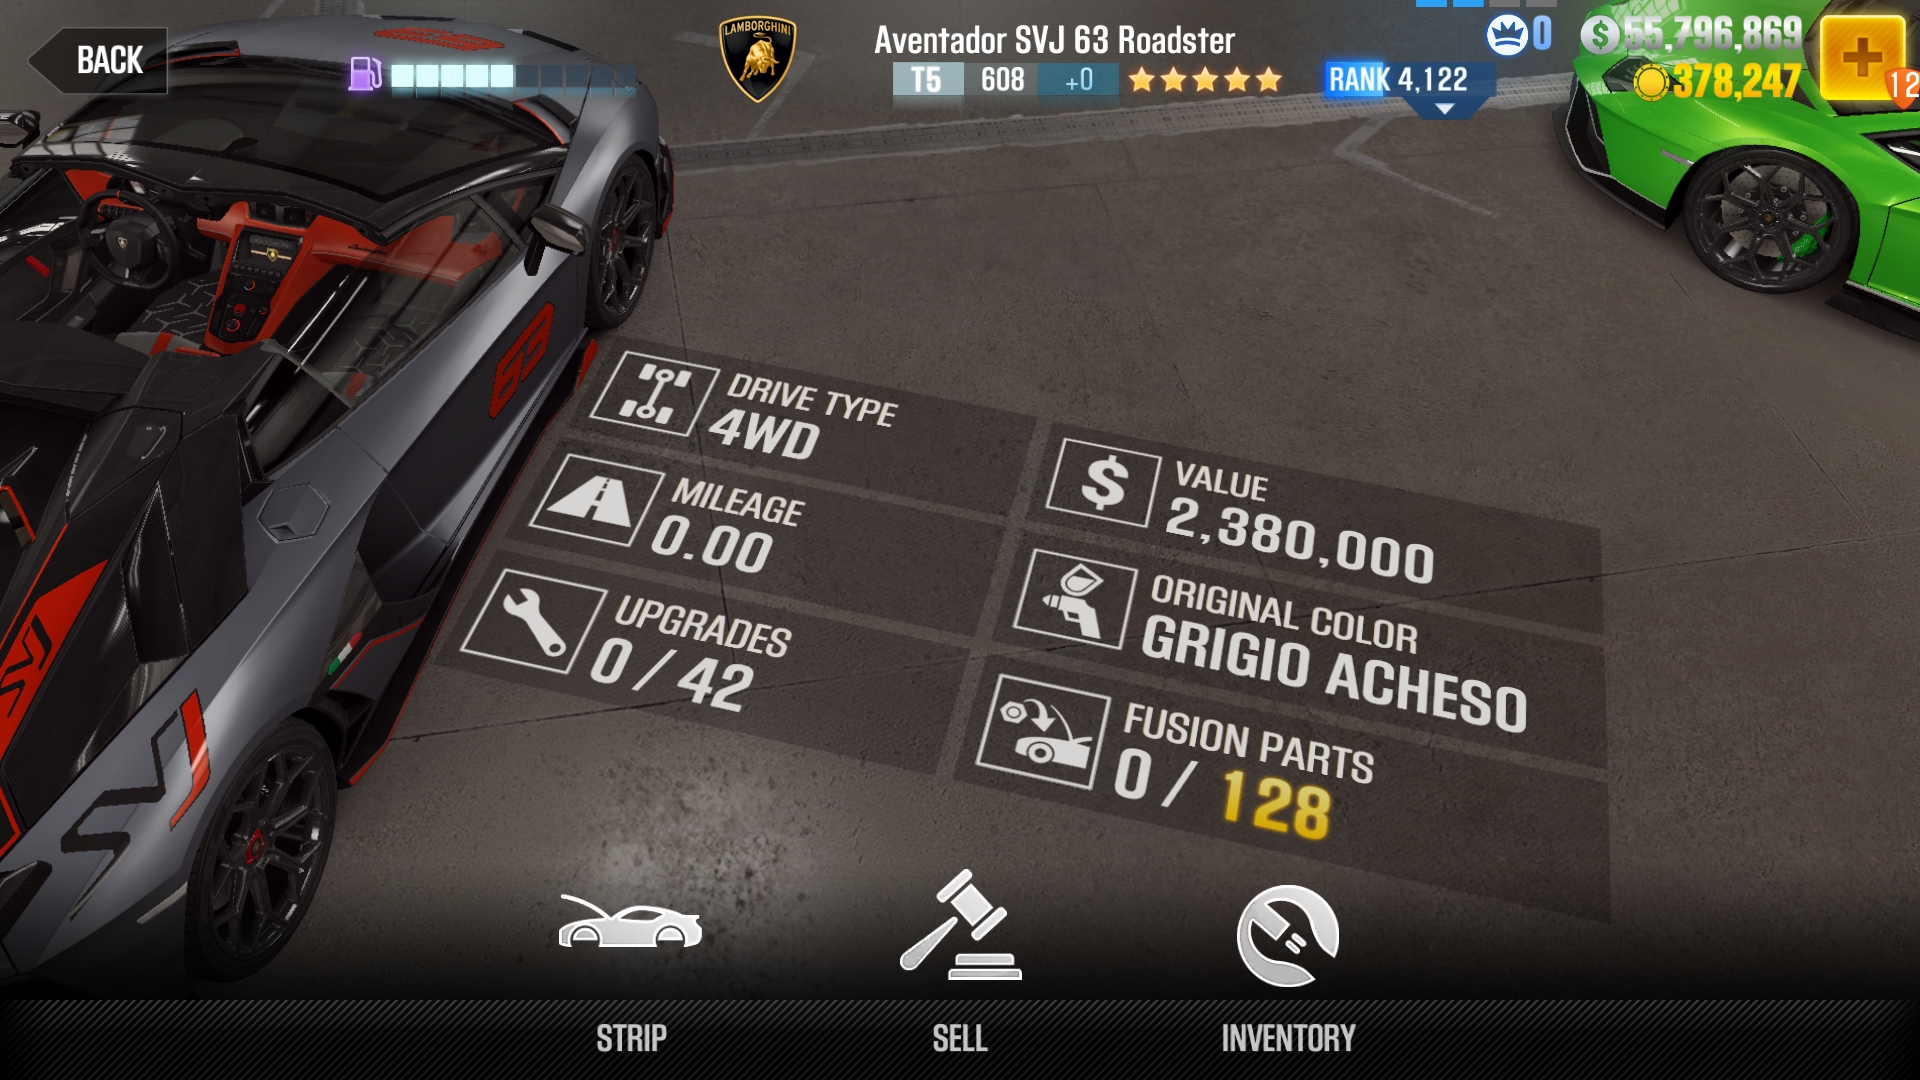 BACK
LAMBORGHINI
Aventador SVJ 63 Roadster
T5 608 +0
RANK 4,122
0
55,796,869
378,247
12
63
DRIVE TYPE
4WD
MILEAGE
0.00
UPGRADES
0 / 42
VALUE
2,380,000
ORIGINAL COLOR
GRIGIO ACHESO
FUSION PARTS
0 / 128
STRIP
SELL
INVENTORY